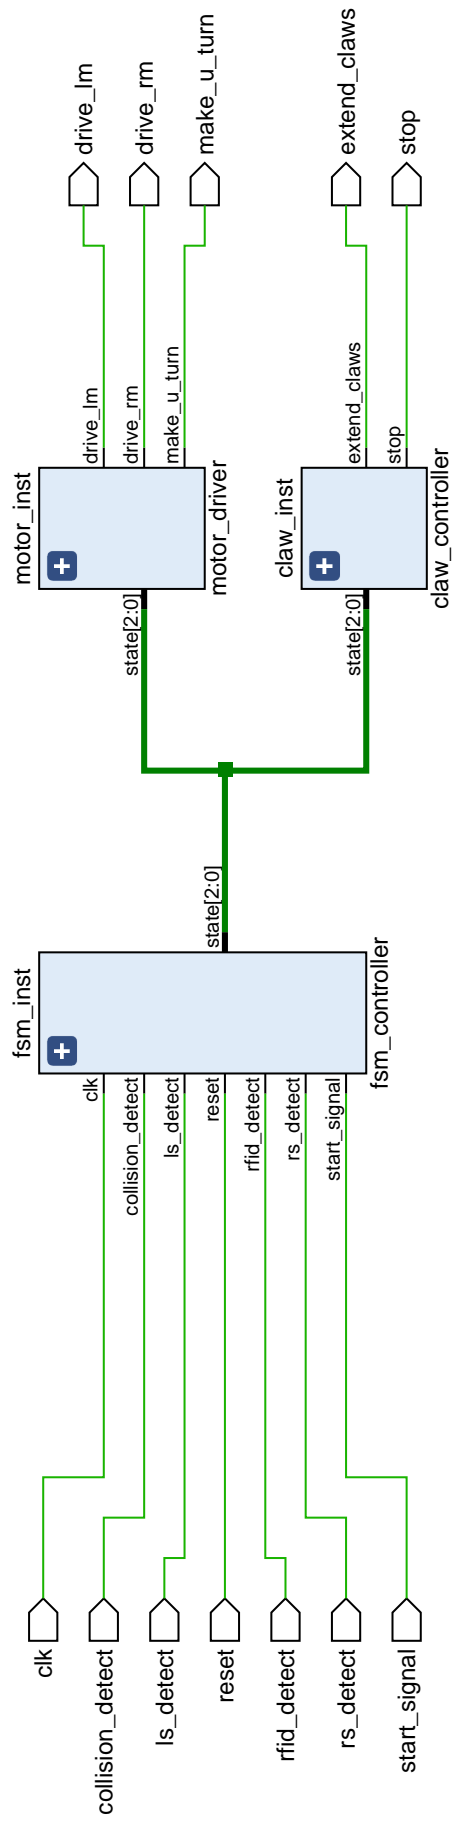 clk
collision_detect
ls_detect
reset
rfid_detect
rs_detect
start_signal
fsm_inst
clk
collision_detect
ls_detect
reset
rfid_detect
rs_detect
start_signal
state[2:0]
fsm_controller
motor_inst
state[2:0]
drive_lm
drive_rm
make_u_turn
motor_driver
claw_inst
state[2:0]
extend_claws
stop
claw_controller
drive_lm
drive_rm
make_u_turn
extend_claws
stop